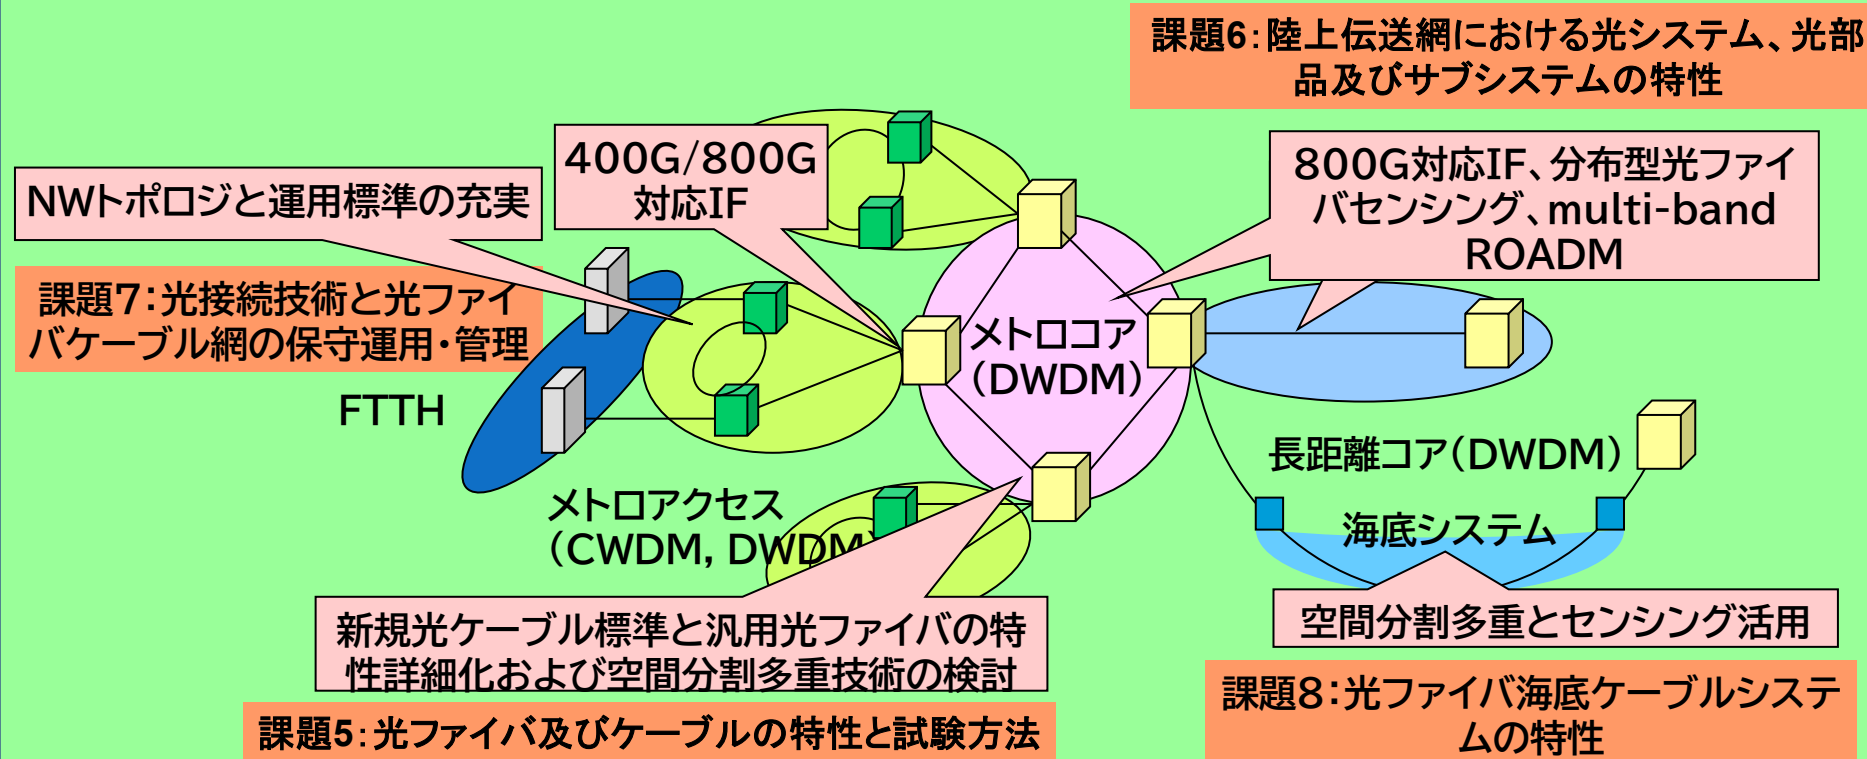 課題6：陸上伝送網における光システム、光部
品及びサブシステムの特性
400G/800G
対応IF
800G対応IF、分布型光ファイ
バセンシング、multi-band
ROADM
NWトポロジと運用標準の充実
課題7：光接続技術と光ファイ
バケーブル網の保守運用・管理
メトロコア
（DWDM）
FTTH
長距離コア（DWDM）
メトロアクセス
（CWDM, DWDM）
海底システム
新規光ケーブル標準と汎用光ファイバの特
性詳細化および空間分割多重技術の検討
空間分割多重とセンシング活用
課題5：光ファイバ及びケーブルの特性と試験方法
課題8：光ファイバ海底ケーブルシステ
ムの特性